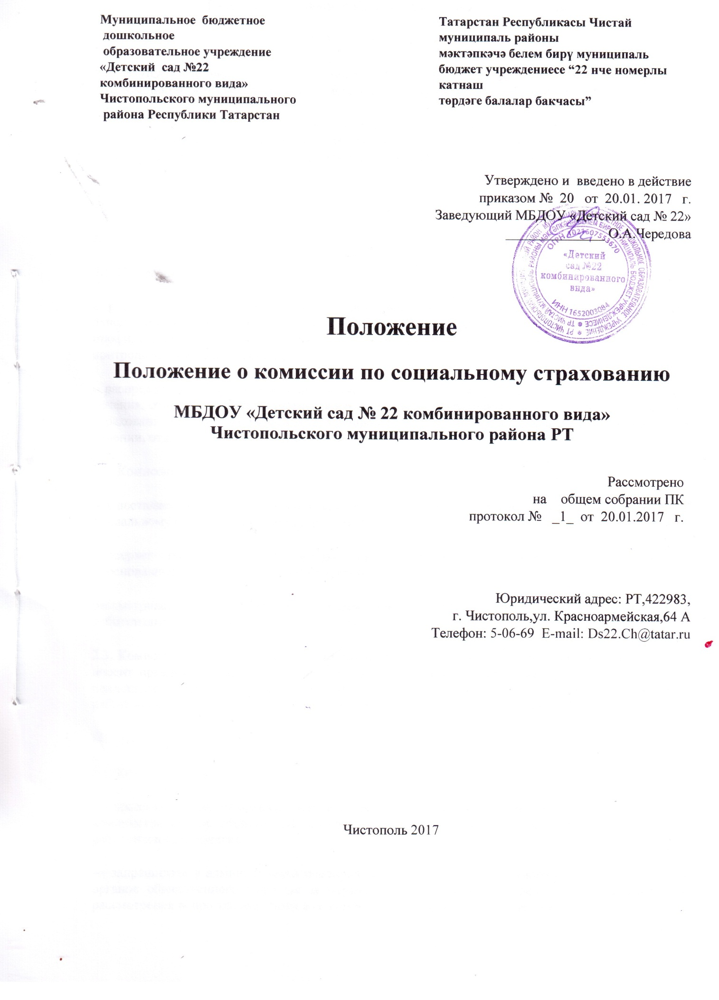 Муниципальное бюджетное
дошкольное
образовательное учреждение
«Детский сад №22
комбинированного вида»
Чистопольского муниципального
района Республики Татарстан
Татарстан Республикасы Чистай
муниципаль районы
мәктәпкәчә белем бирү муниципаль
бюджет учреждениесе “22 нче номерлы
катнаш
төрдәге балалар бакчасы”
Утверждено и введено в действие
приказом № 20 от 20.01. 2017 г.
Заведующий МБДОУ «Детский сад № 22»
_______________О.А.Чередова
ОГРН 1021607553670
«Детский
сад №22
комбинированного
вида»
ИНН 1652003084
Положение
Положение о комиссии по социальному страхованию
МБДОУ «Детский сад № 22 комбинированного вида»
Чистопольского муниципального района РТ
Рассмотрено
на общем собрании ПК
протокол № _1_ от 20.01.2017 г.
Юридический адрес: РТ,422983,
г. Чистополь,ул. Красноармейская,64 А
Телефон: 5-06-69 E-mail: Ds22.Ch@tatar.ru
Чистополь 2017